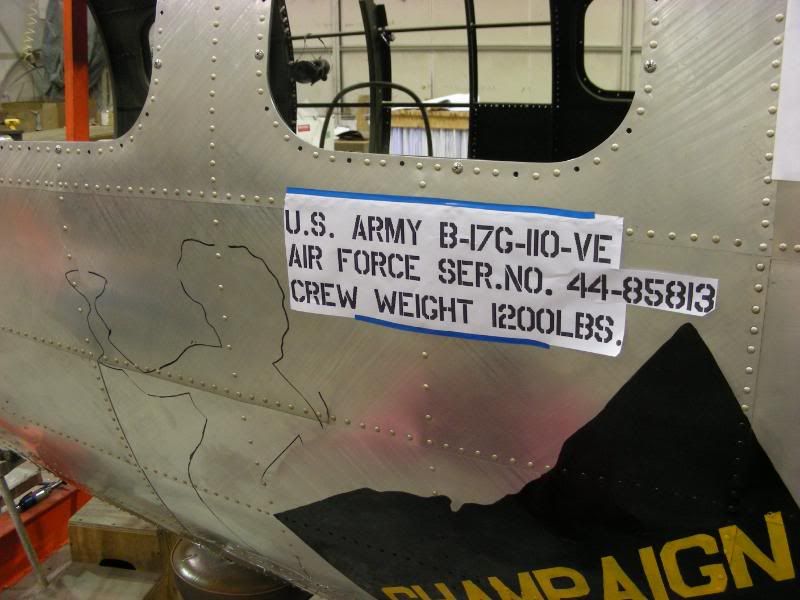 U.S. ARMY B-17G-110-VE
AIR FORCE SER.NO. 44-85813
CREW WEIGHT 1200LBS.
CHAMPAIGN